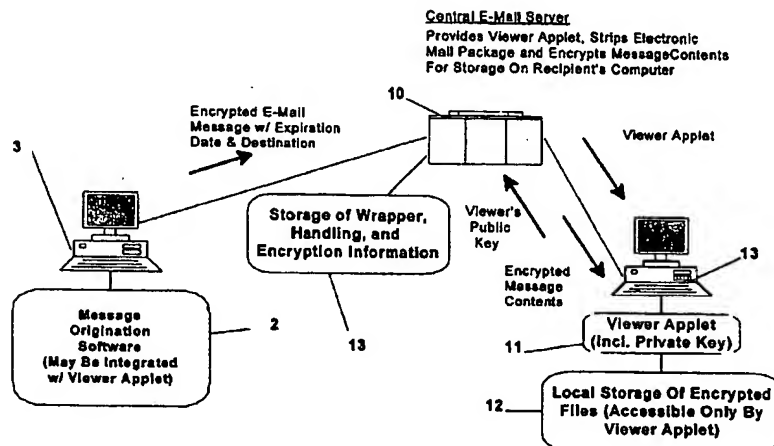 Central E-Mail Server
Provides Viewer Applet, Strips Electronic
Mail Package and Encrypts MessageContents
For Storage On Recipient's Computer
10
Encrypted E-Mail
Message w/ Expiration
Date & Destination
3
Viewer Applet
Storage of Wrapper,
Handling, and
Encryption Information
Viewer's
Public
Key
13
Encrypted
Message
Contents
Message
Origination
Software
(May Be Integrated
w/ Viewer Applet)
2
13
11
Viewer Applet
(Incl. Private Key)
12
Local Storage Of Encrypted
Files (Accessible Only By
Viewer Applet)